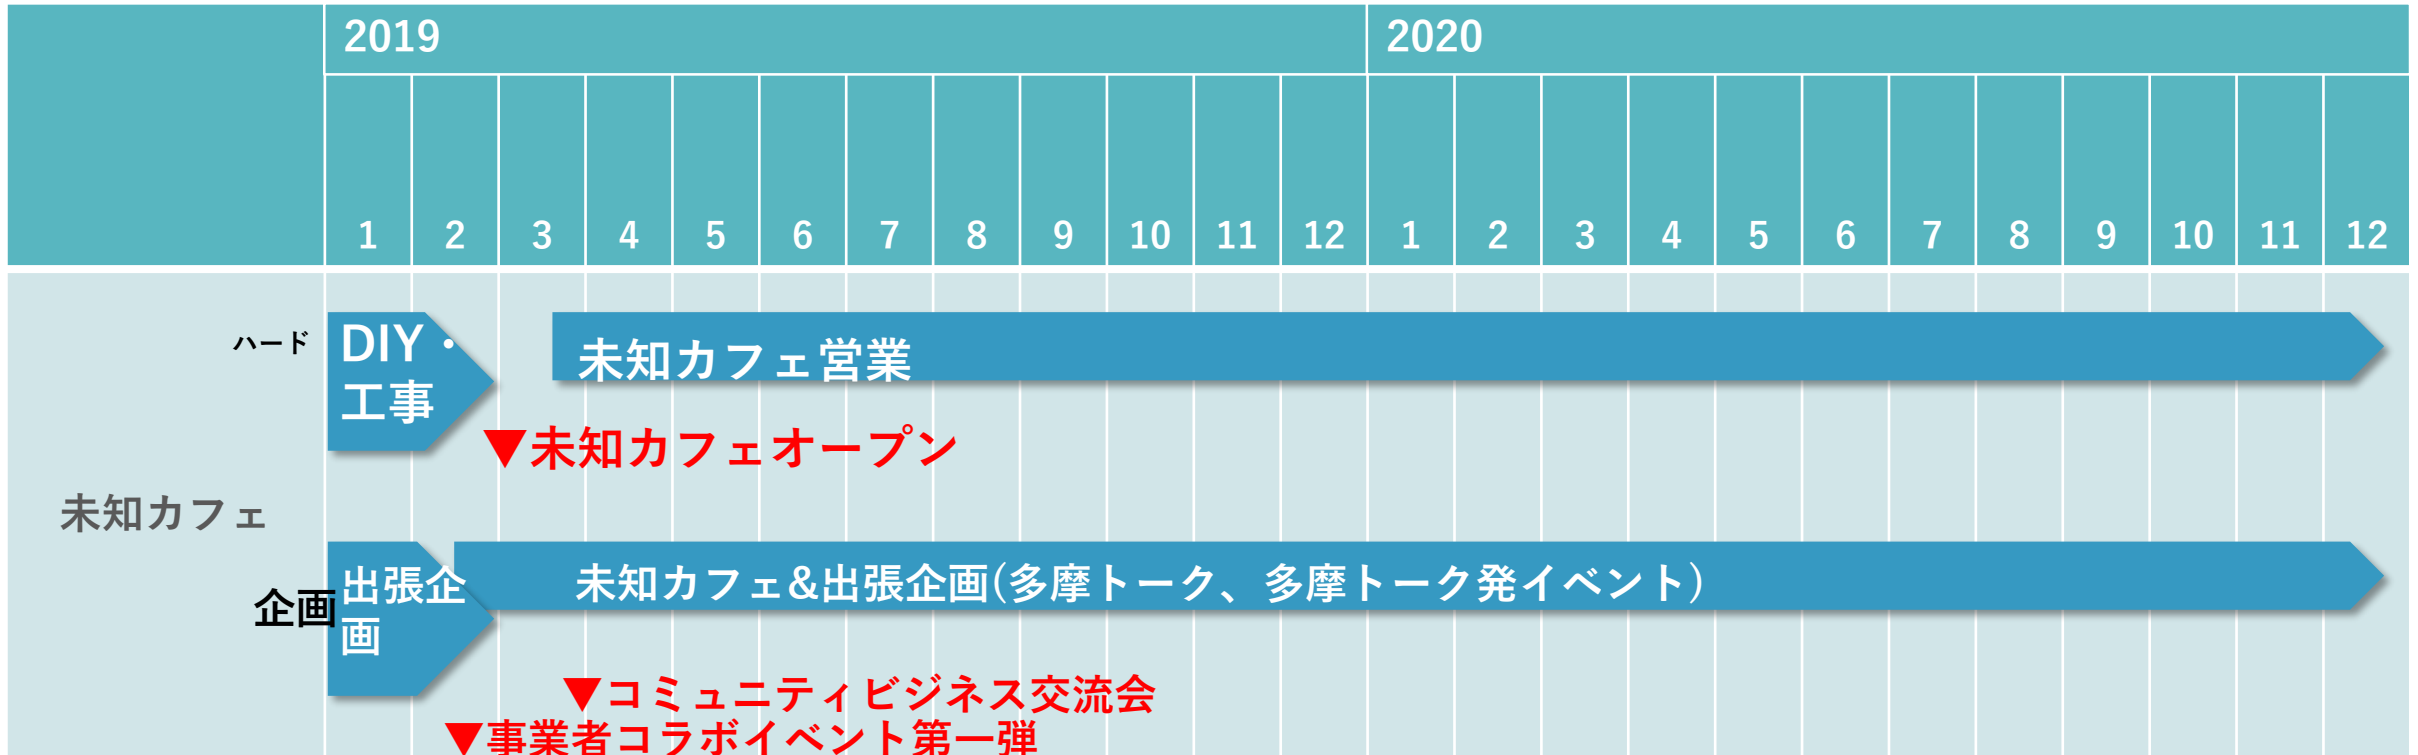 2019 2020
1 2 3 4 5 6 7 8 9 10 11 12 1 2 3 4 5 6 7 8 9 10 11 12
ハード
DIY・
工事
未知カフェ営業
▼未知カフェオープン
未知カフェ
企画
出張企
画
未知カフェ&出張企画(多摩トーク、多摩トーク発イベント)
▼コミュニティビジネス交流会
▼事業者コラボイベント第一弾